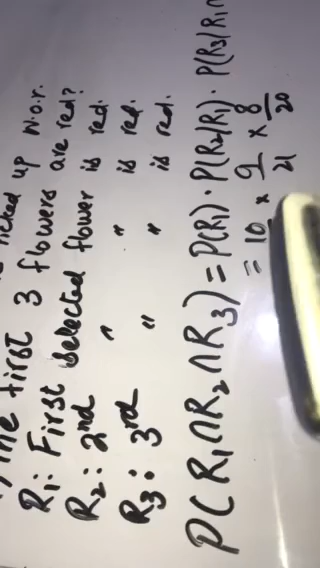 picked up W.O.r.
the first 3 flowers are red?
R₁: First selected flower is red.
R₂: 2nd " " is red.
R₃: 3rd " " is red.
P(R₁∩R₂∩R₃) = P(R₁)·P(R₂/R₁)·P(R₃/R₁∩
= 10 × 9/21 × 8/20